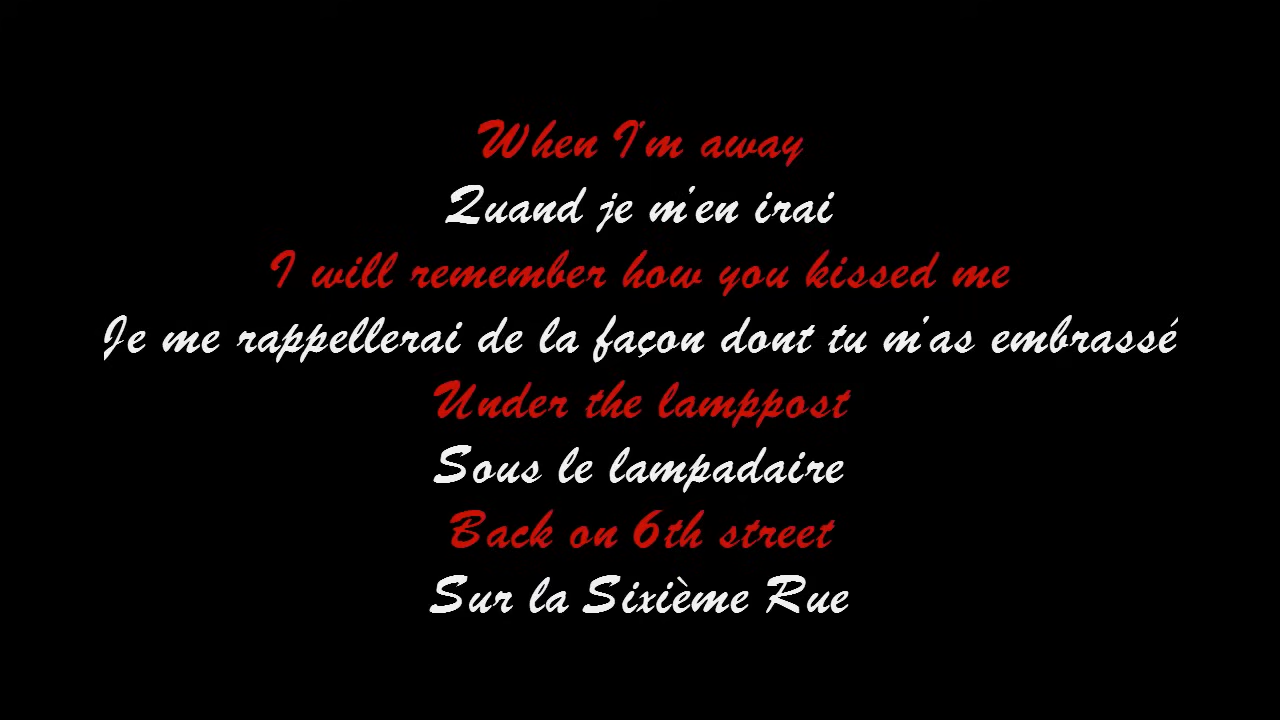 When I'm away
Quand je m'en irai
I will remember how you kissed me
Je me rappellerai de la façon dont tu m'as embrassé
Under the lamppost
Sous le lampadaire
Back on 6th street
Sur la Sixième Rue